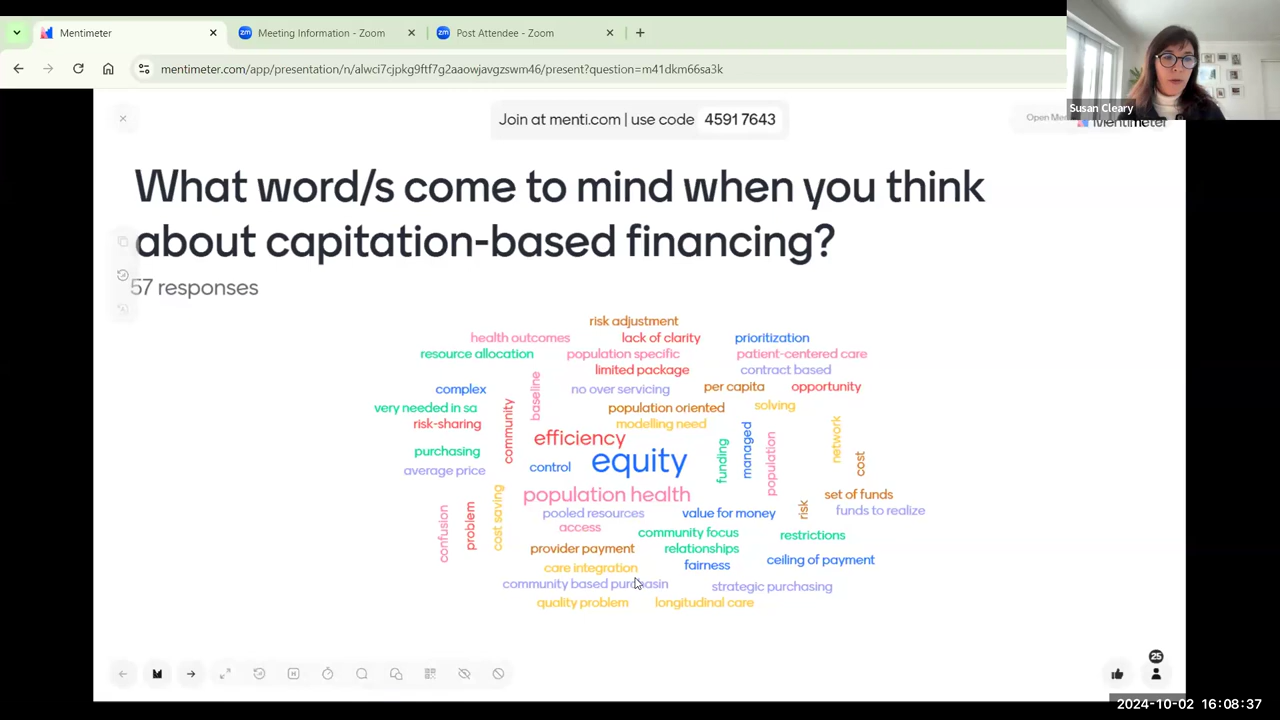 Mentimeter
Meeting Information - Zoom
Post Attendee - Zoom
mentimeter.com/app/presentation/n/
present?question=m41dkm66sa3k
Susan Cleary
Join at menti.com | use code 4591 7643
Open Me
Mentimeter
What word/s come to mind when you think
about capitation-based financing?
57 responses
risk adjustment
health outcomes
lack of clarity
prioritization
resource allocation
population specific
patient-centered care
limited package
contract based
complex
baseline
no over servicing
per capita
opportunity
very needed in sa
community
population oriented
solving
risk-sharing
modelling need
network
efficiency
funding
managed
population
purchasing
equity
cost
average price
control
population health
set of funds
confusion
problem
cost saving
pooled resources
value for money
risk
funds to realize
access
community focus
restrictions
provider payment
relationships
care integration
fairness
ceiling of payment
community based purchasin
strategic purchasing
quality problem
longitudinal care
25
2024-10-02 16:08:37